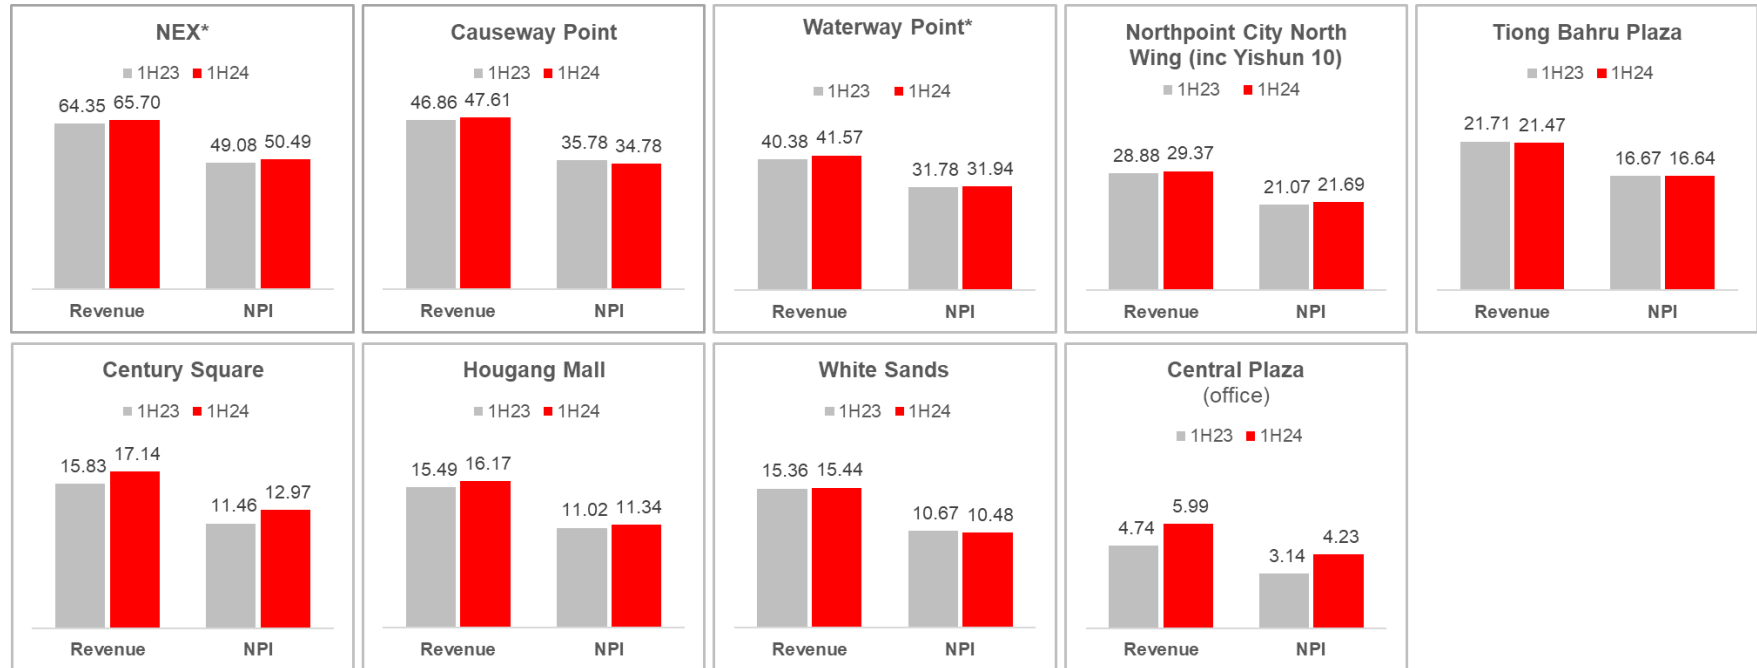 NEX*
1H23 1H24
64.35 65.70
49.08 50.49
Revenue NPI
Causeway Point
1H23 1H24
46.86 47.61
35.78 34.78
Revenue NPI
Waterway Point*
1H23 1H24
40.38 41.57
31.78 31.94
Revenue NPI
Northpoint City North
Wing (inc Yishun 10)
1H23 1H24
28.88 29.37
21.07 21.69
Revenue NPI
Tiong Bahru Plaza
1H23 1H24
21.71 21.47
16.67 16.64
Revenue NPI
Century Square
1H23 1H24
15.83 17.14
11.46 12.97
Revenue NPI
Hougang Mall
1H23 1H24
15.49 16.17
11.02 11.34
Revenue NPI
White Sands
1H23 1H24
15.36 15.44
10.67 10.48
Revenue NPI
Central Plaza
(office)
1H23 1H24
4.74 5.99
3.14 4.23
Revenue NPI